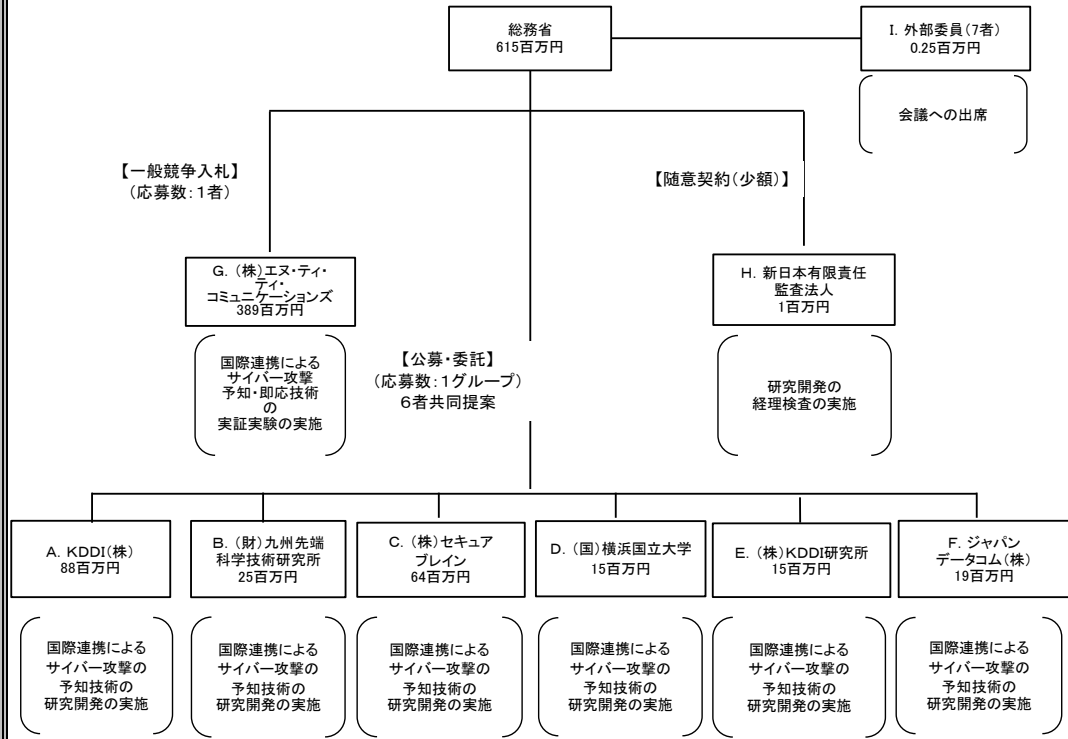 総務省
615百万円
I. 外部委員(7者)
0.25百万円
会議への出席
【一般競争入札】
(応募数:1者)
【随意契約(少額)】
G. (株)エヌ・ティ・
ティ・
コミュニケーションズ
389百万円
H. 新日本有限責任
監査法人
1百万円
国際連携による
サイバー攻撃
予知・即応技術
の
実証実験の実施
【公募・委託】
(応募数:1グループ)
6者共同提案
研究開発の
経理検査の実施
A. KDDI(株)
88百万円
B. (財)九州先端
科学技術研究所
25百万円
C. (株)セキュア
ブレイン
64百万円
D. (国)横浜国立大学
15百万円
E. (株)KDDI研究所
15百万円
F. ジャパン
データコム(株)
19百万円
国際連携による
サイバー攻撃の
予知技術の
研究開発の実施
国際連携による
サイバー攻撃の
予知技術の
研究開発の実施
国際連携による
サイバー攻撃の
予知技術の
研究開発の実施
国際連携による
サイバー攻撃の
予知技術の
研究開発の実施
国際連携による
サイバー攻撃の
予知技術の
研究開発の実施
国際連携による
サイバー攻撃の
予知技術の
研究開発の実施